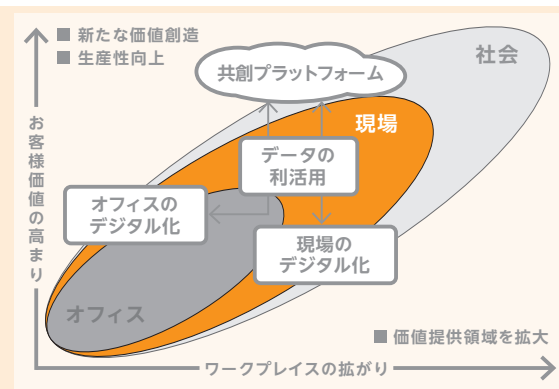 ■ 新たな価値創造
■ 生産性向上
社会
共創プラットフォーム
現場
お客様価値の高まり
データの
利活用
オフィスの
デジタル化
現場の
デジタル化
オフィス
■ 価値提供領域を拡大
ワークプレイスの拡がり